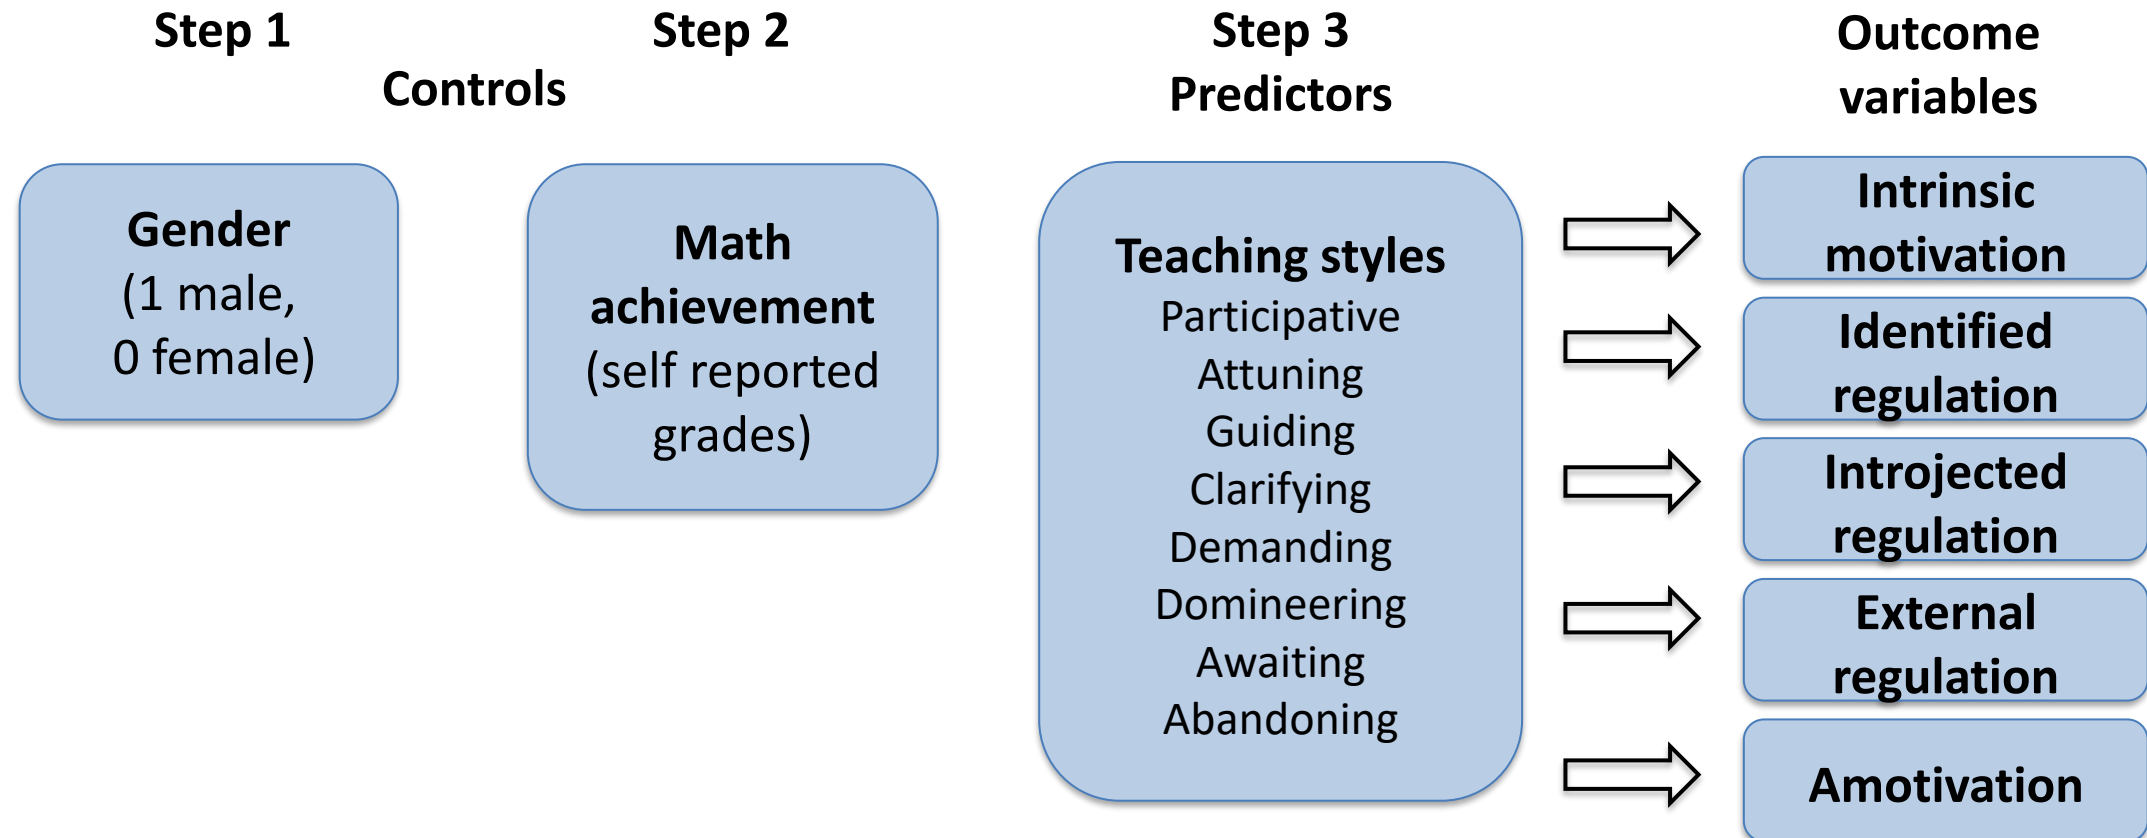 Step 1
Step 2
Controls
Step 3
Predictors
Outcome
variables
Gender
(1 male,
0 female)
Math
achievement
(self reported
grades)
Teaching styles
Participative
Attuning
Guiding
Clarifying
Demanding
Domineering
Awaiting
Abandoning
Intrinsic
motivation
Identified
regulation
Introjected
regulation
External
regulation
Amotivation